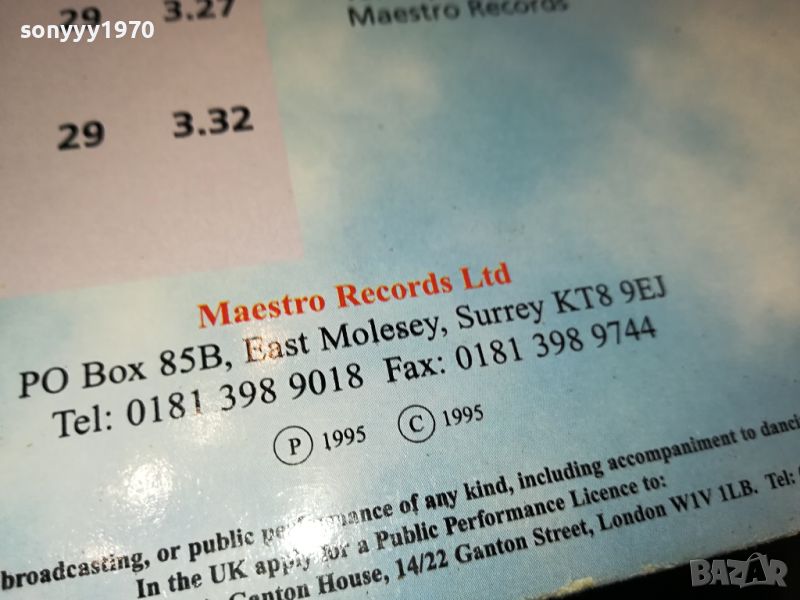 sonyyy1970
29 3.27
Maestro Records
29 3.32
Maestro Records Ltd
PO Box 85B, East Molesey, Surrey KT8 9EJ
Tel: 0181 398 9018 Fax: 0181 398 9744
P 1995 C 1995
broadcasting, or public performance of any kind, including accompaniment to danci
In the UK apply for a Public Performance Licence to:
Ganton House, 14/22 Ganton Street, London W1V 1LB. Tel:
BAZAR